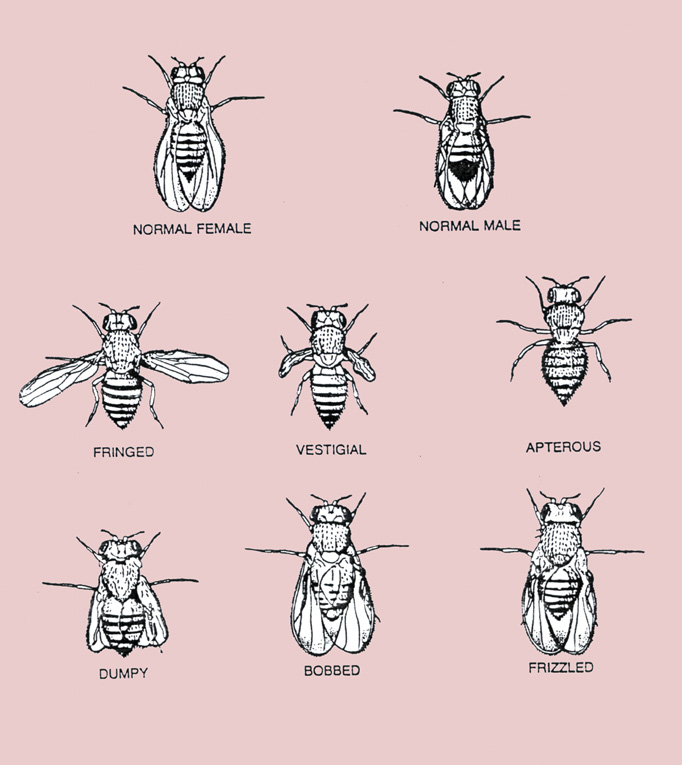 NORMAL FEMALE
NORMAL MALE
FRINGED
VESTIGIAL
APTEROUS
DUMPY
BOBBED
FRIZZLED